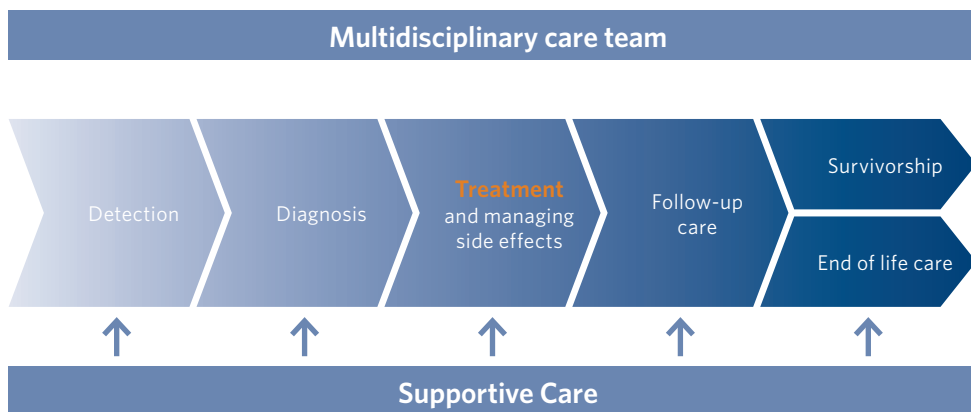 Multidisciplinary care team
Detection
Diagnosis
Treatment
and managing
side effects
Follow-up
care
Survivorship
End of life care
Supportive Care